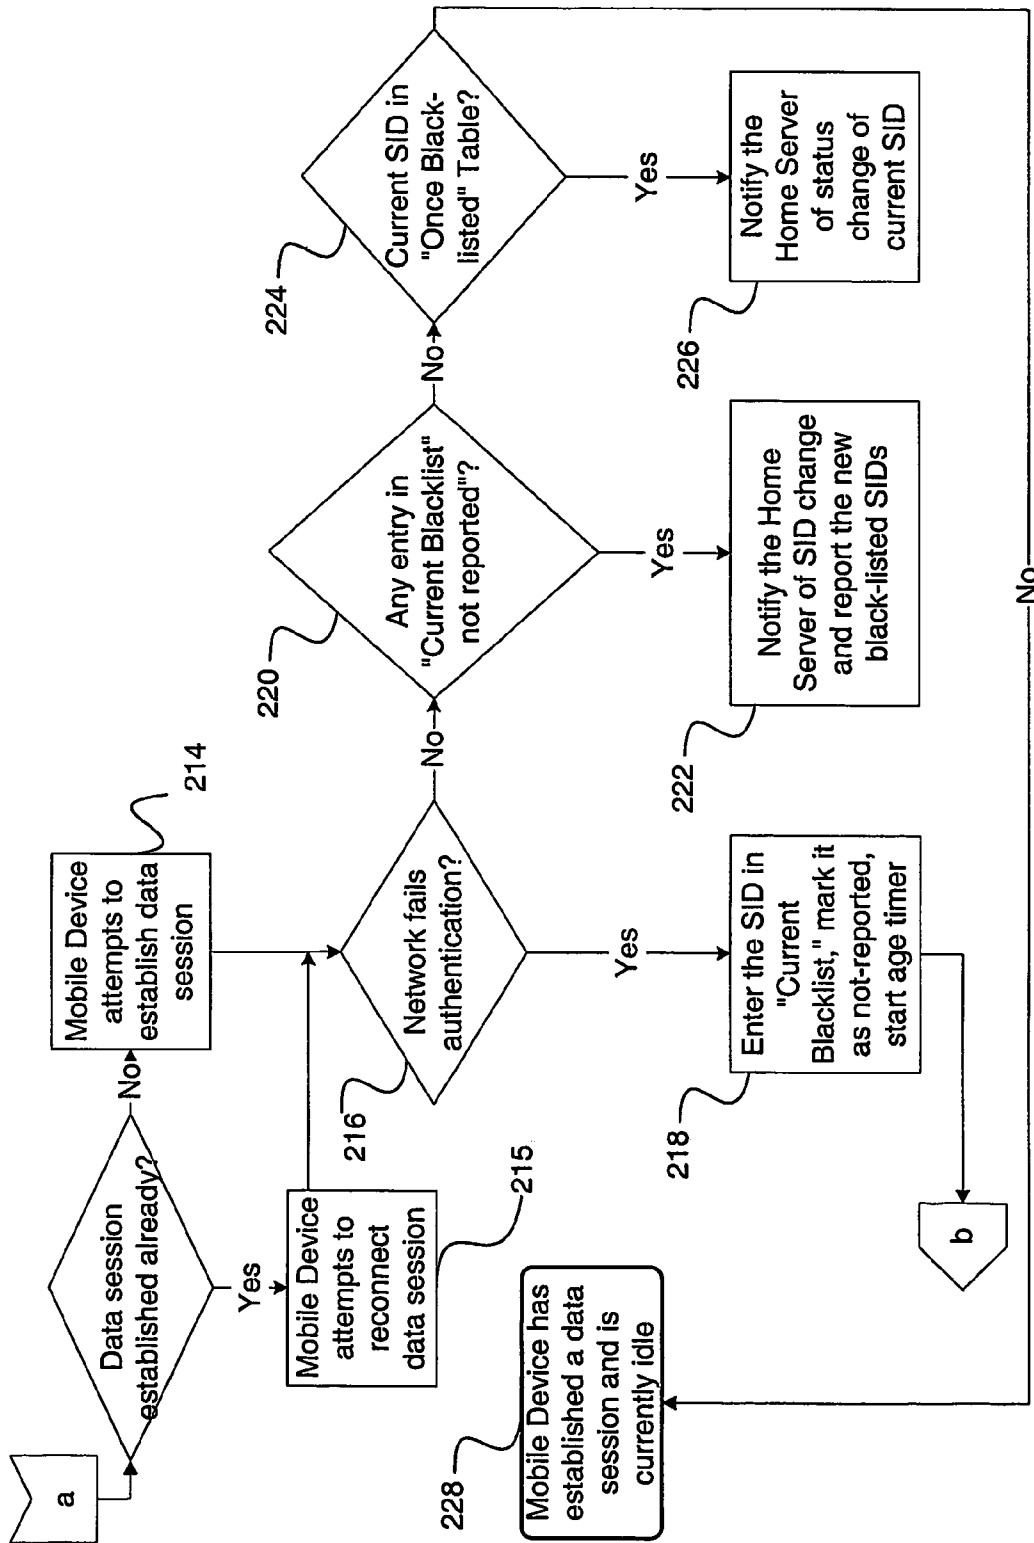 a
Data session
established already?
No
Yes
Mobile Device
attempts to
establish data
session
214
Mobile Device
attempts to
reconnect
data session
215
Network fails
authentication?
216
No
Yes
Enter the SID in
"Current
Blacklist," mark it
as not-reported,
start age timer
218
b
Any entry in
"Current Blacklist"
not reported"?
220
No
Yes
Notify the Home
Server of SID change
and report the new
black-listed SIDs
222
Current SID in
"Once Black-
listed" Table?
224
Yes
Notify the
Home Server
of status
change of
current SID
226
No
Mobile Device has
established a data
session and is
currently idle
228